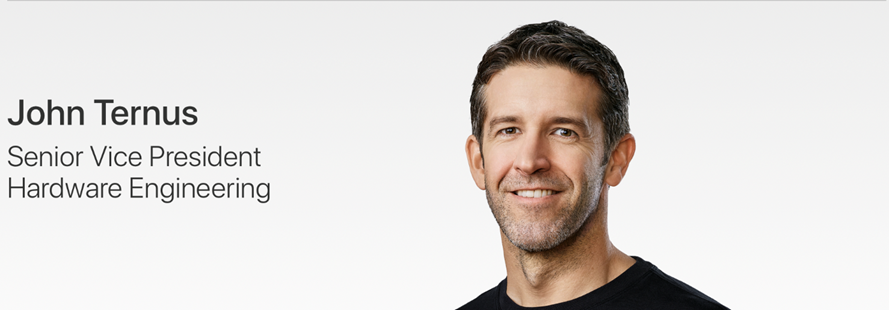 John Ternus
Senior Vice President
Hardware Engineering